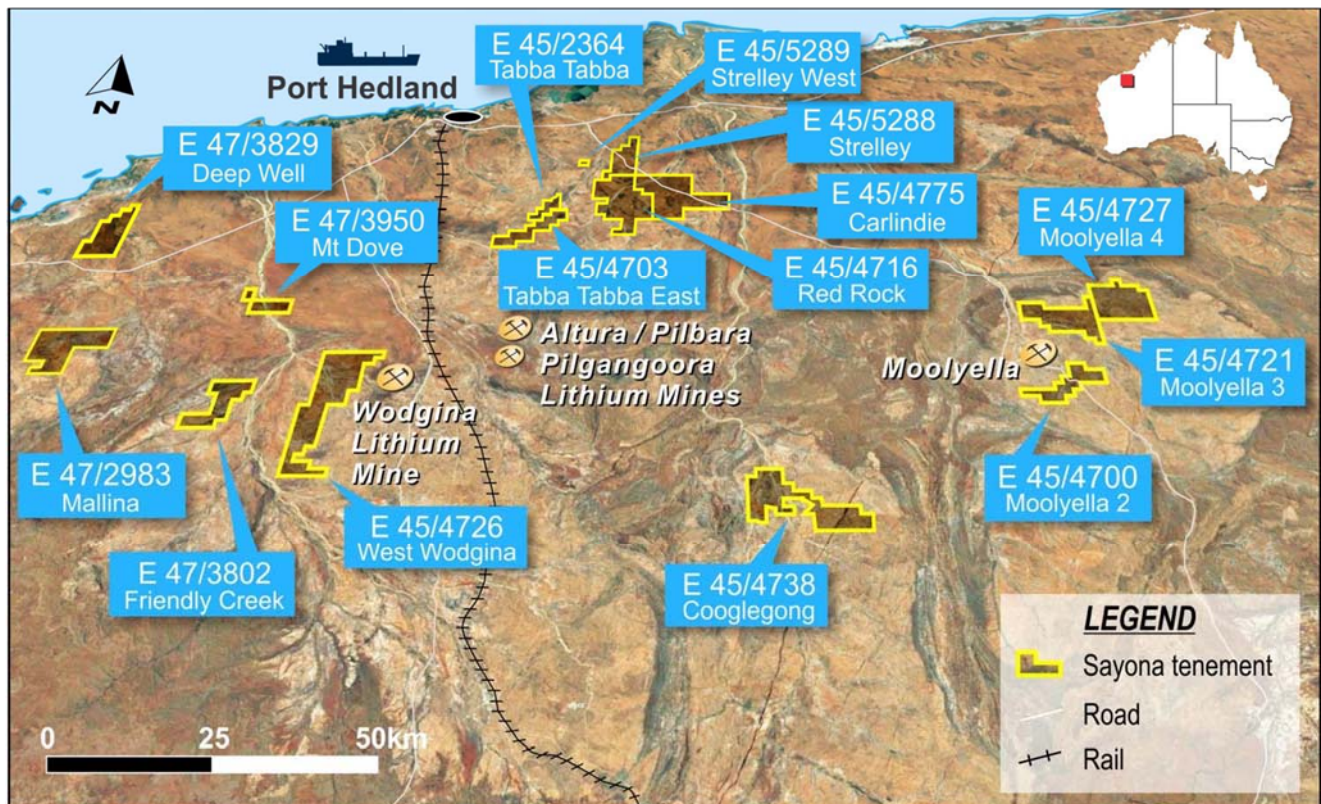 E 45/2364
Tabba Tabba
E 45/5289
Strelley West
Port Hedland
N
E 45/5288
Strelley
E 47/3829
Deep Well
E 47/3950
Mt Dove
E 45/4775
Carlindie
E 45/4727
Moolyella 4
E 45/4703
Tabba Tabba East
E 45/4716
Red Rock
Altura / Pilbara
Pilgangoora
Lithium Mines
Moolyella
E 45/4721
Moolyella 3
Wodgina
Lithium
Mine
E 47/2983
Mallina
E 45/4700
Moolyella 2
E 45/4726
West Wodgina
E 47/3802
Friendly Creek
E 45/4738
Cooglegong
LEGEND
Sayona tenement
Road
Rail
0 25 50km